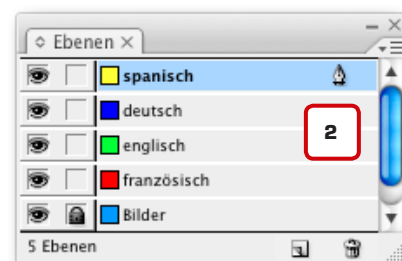 Ebenen
spanisch
deutsch
2
englisch
französisch
Bilder
5 Ebenen